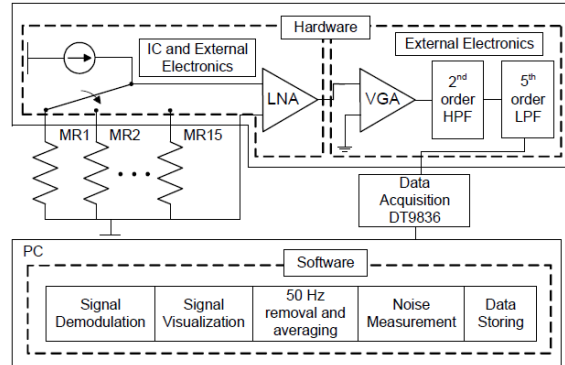 Hardware
IC and External
Electronics
External Electronics
LNA
VGA
2nd
order
HPF
5th
order
LPF
MR1
MR2
MR15
Data
Acquisition
DT9836
PC
Software
Signal
Demodulation
Signal
Visualization
50 Hz
removal and
averaging
Noise
Measurement
Data
Storing